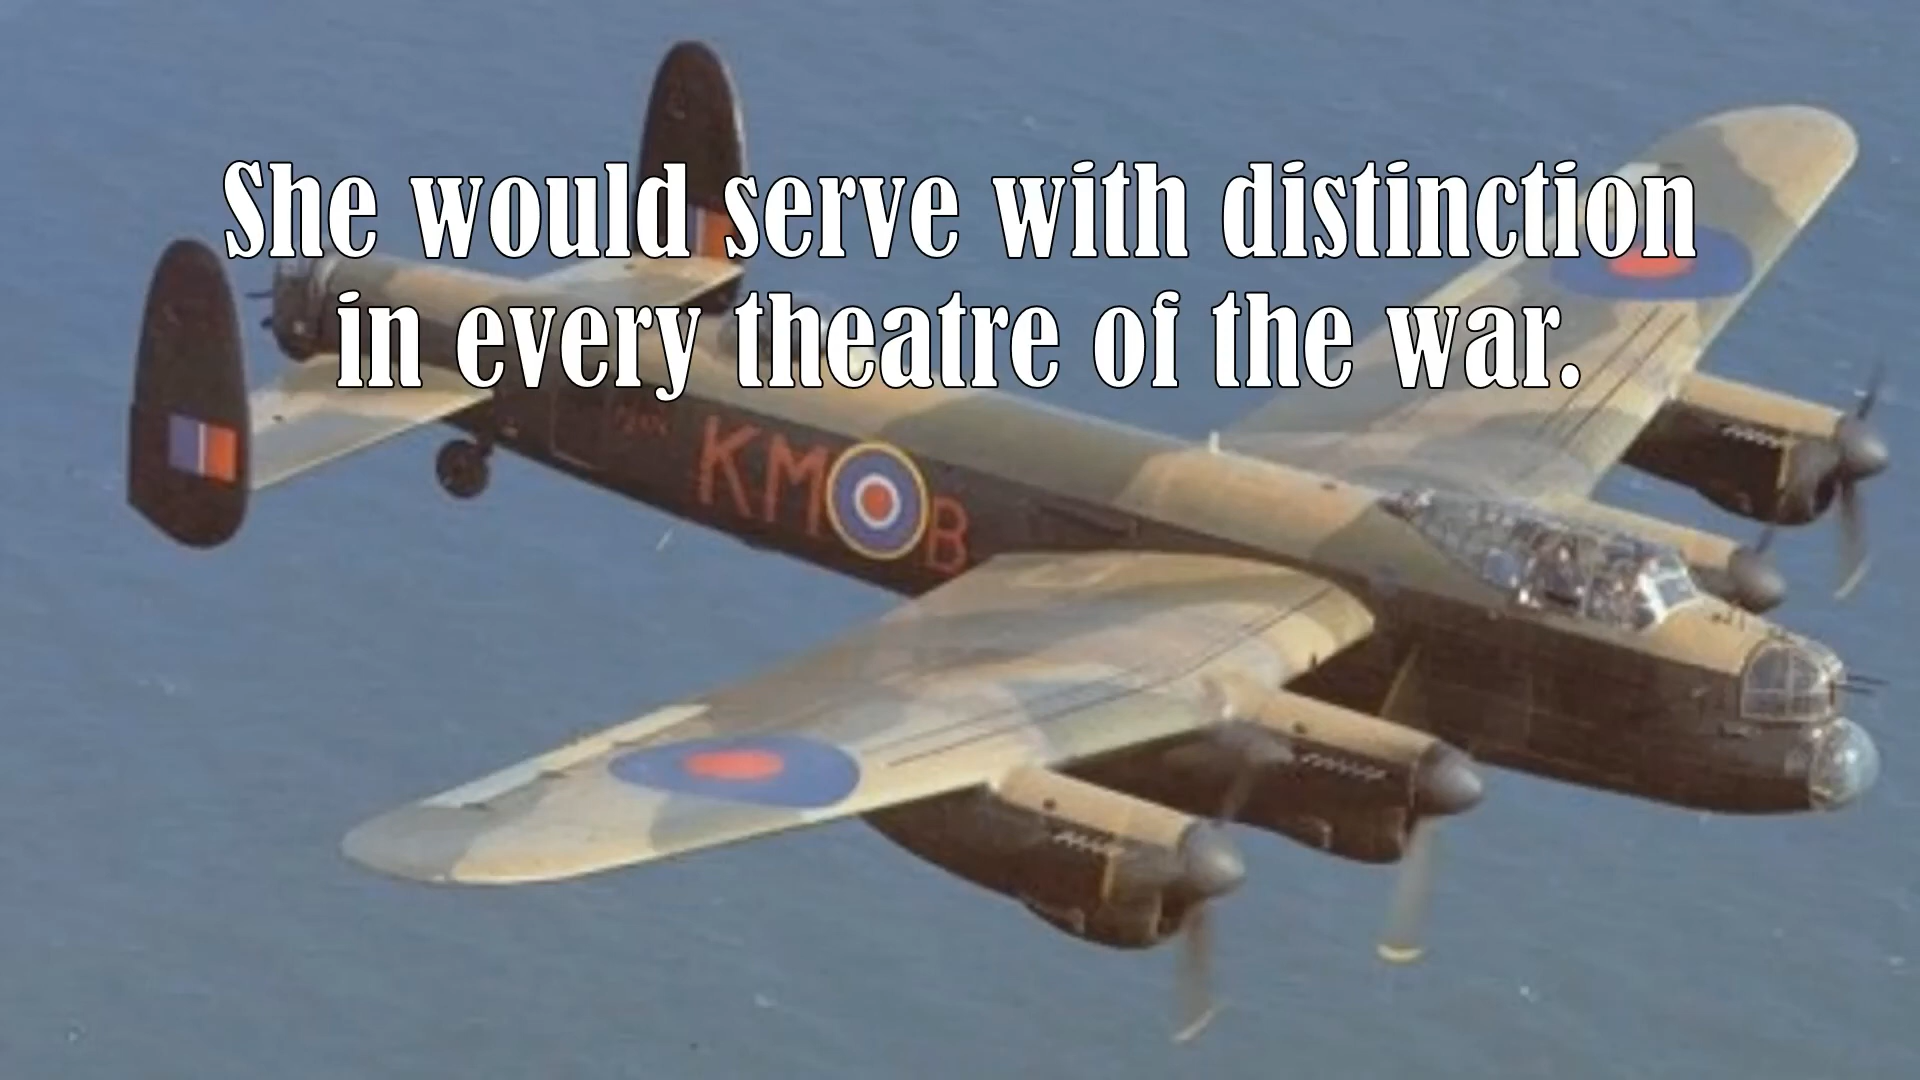 She would serve with distinction
in every theatre of the war.
KM B